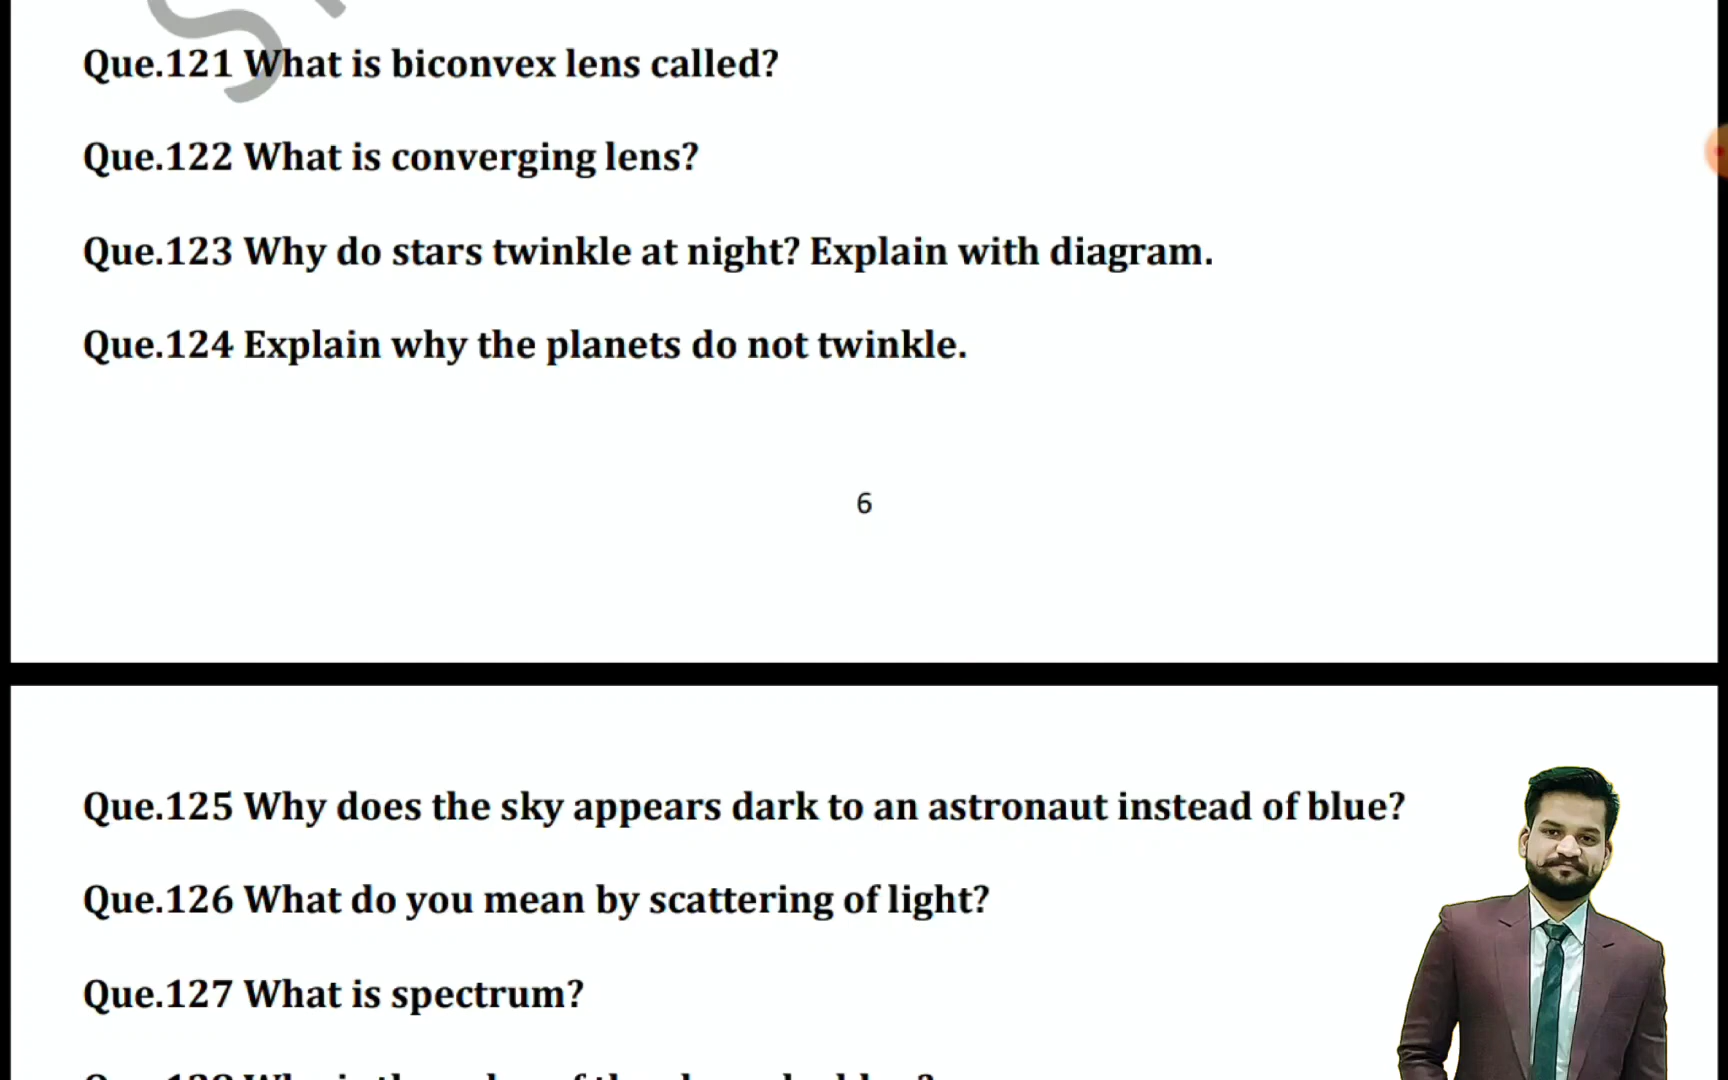 Que.121 What is biconvex lens called?
Que.122 What is converging lens?
Que.123 Why do stars twinkle at night? Explain with diagram.
Que.124 Explain why the planets do not twinkle.
6
Que.125 Why does the sky appears dark to an astronaut instead of blue?
Que.126 What do you mean by scattering of light?
Que.127 What is spectrum?